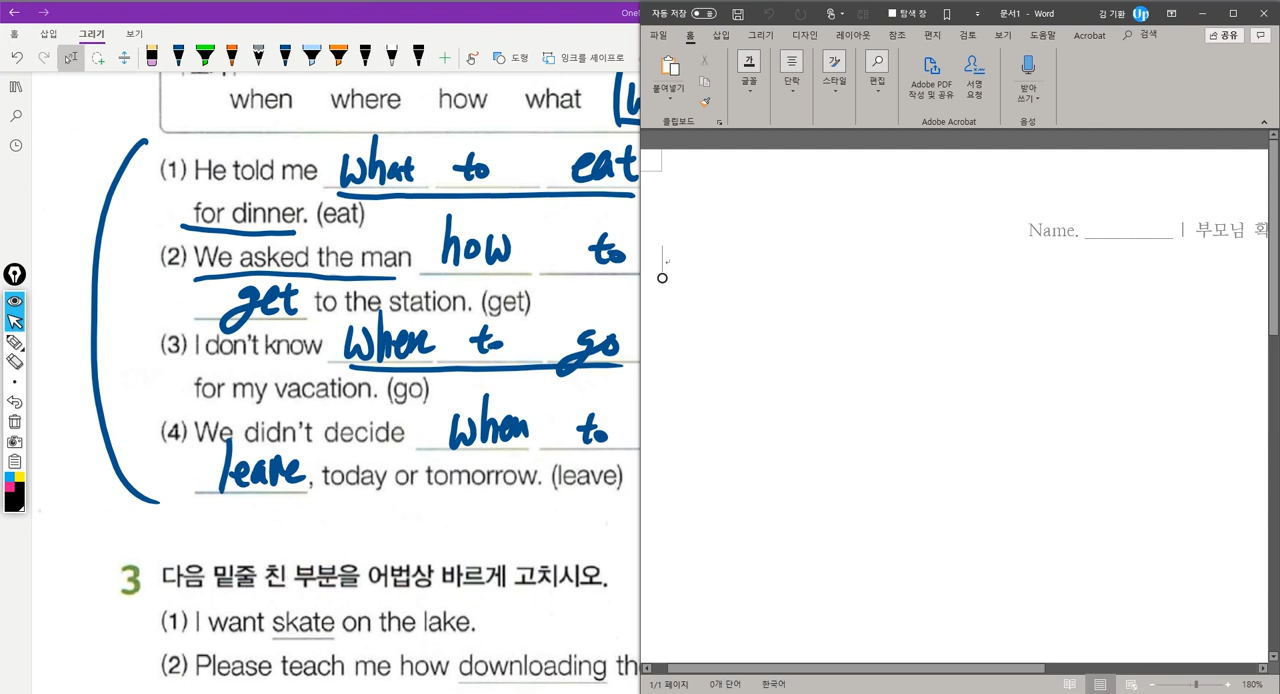 OneN
홈 삽입 그리기 보기
도형 잉크를 셰이프로
when where how what
(1) He told me what to eat
for dinner. (eat)
(2) We asked the man how to
get to the station. (get)
(3) I don't know when to go
for my vacation. (go)
(4) We didn't decide when to
leave, today or tomorrow. (leave)
3 다음 밑줄 친 부분을 어법상 바르게 고치시오.
(1) I want skate on the lake.
(2) Please teach me how downloading th
자동 저장 탐색 창 문서1 - Word 김 기환 Up
파일 홈 삽입 그리기 디자인 레이아웃 참조 편지 검토 보기 도움말 Acrobat 검색 공유
붙여넣기 글꼴 단락 스타일 편집 Adobe PDF 작성 및 공유 서명 요청 받아쓰기
클립보드 Adobe Acrobat 음성
Name. __________ | 부모님 확
1/1 페이지 0개 단어 한국어 180%